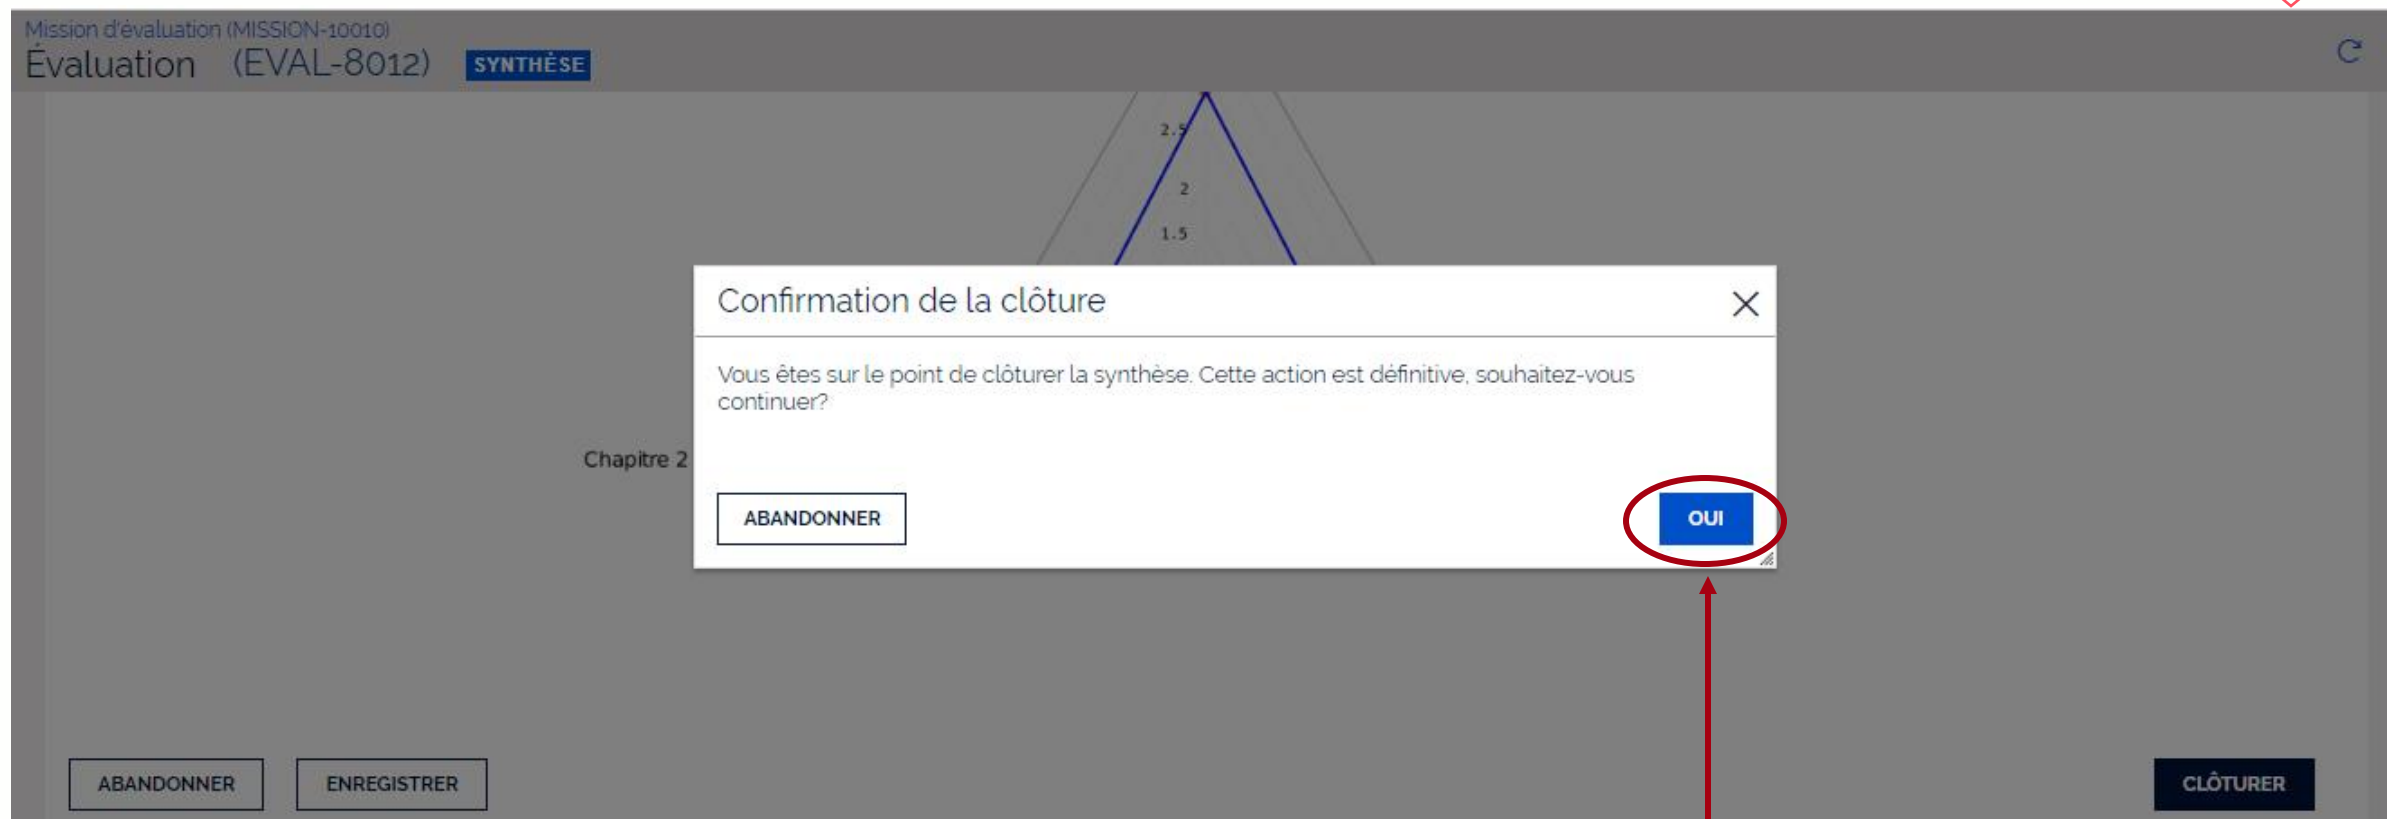 Mission d'évaluation (MISSION-10010)
Évaluation (EVAL-8012) SYNTHÈSE
2.5
2
1.5
Confirmation de la clôture
Vous êtes sur le point de clôturer la synthèse. Cette action est définitive, souhaitez-vous
continuer?
Chapitre 2
ABANDONNER OUI
ABANDONNER ENREGISTRER CLÔTURER